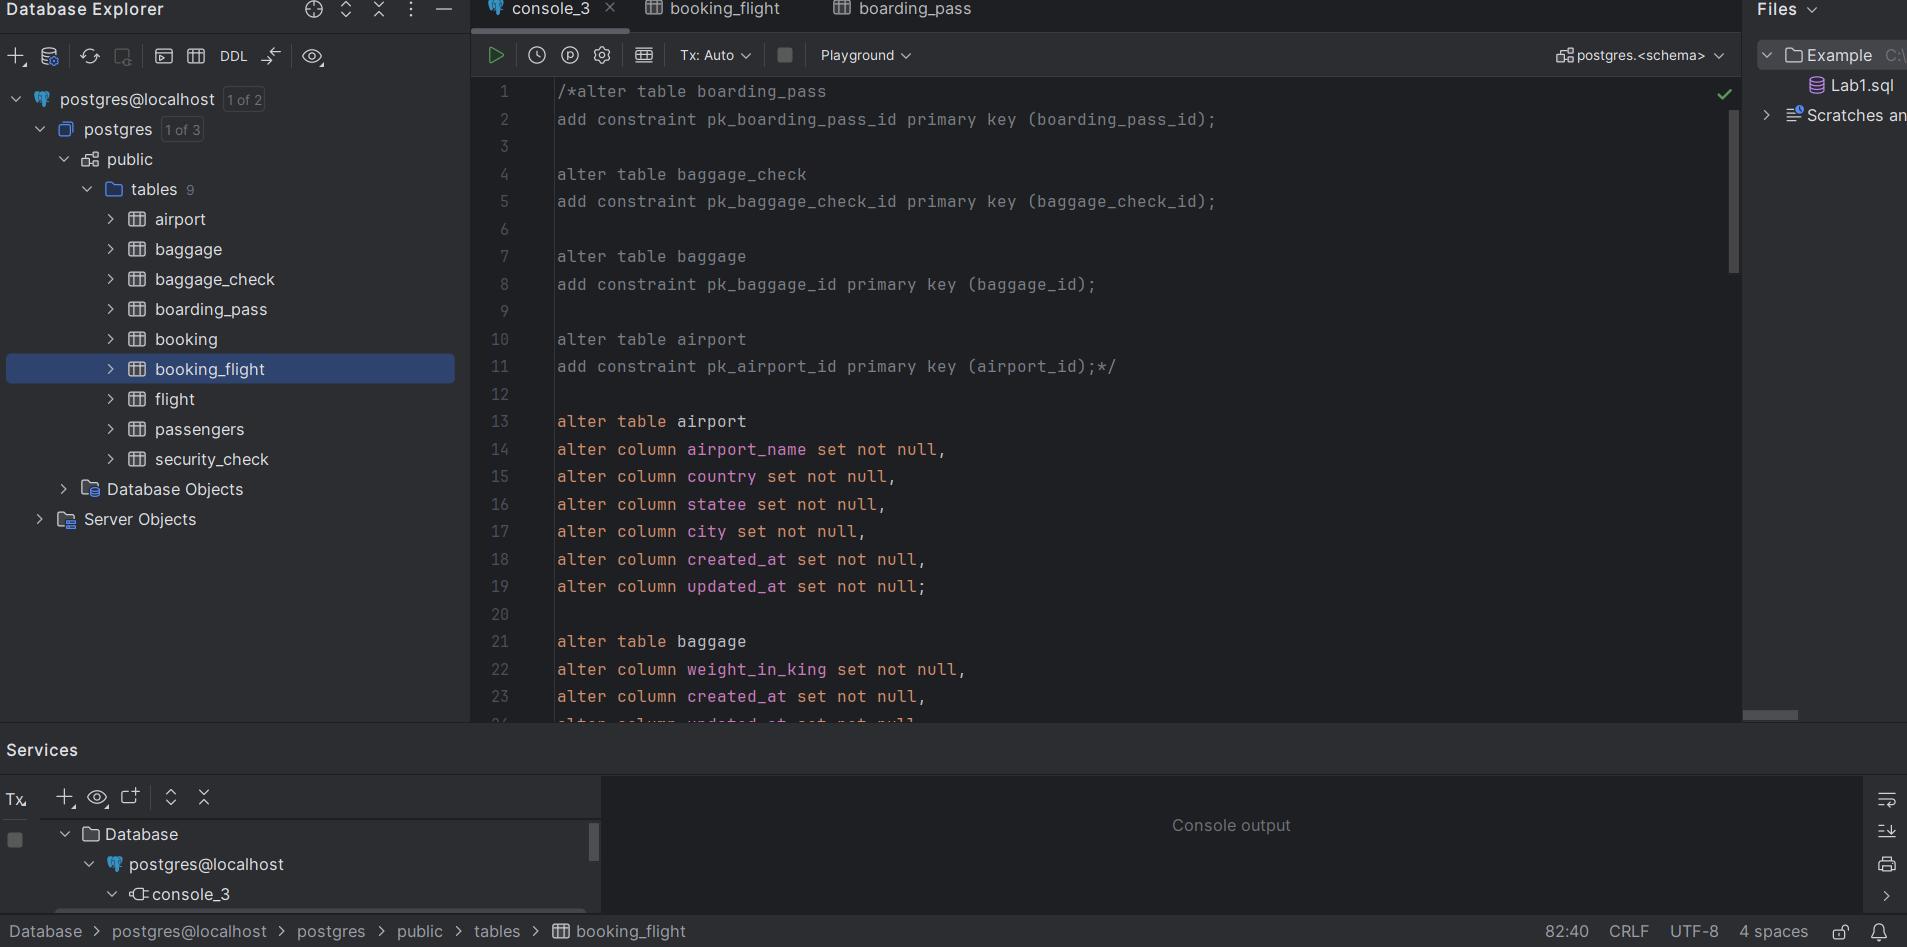 Database Explorer
DDL
postgres@localhost 1 of 2
postgres 1 of 3
public
tables 9
airport
baggage
baggage_check
boarding_pass
booking
booking_flight
flight
passengers
security_check
Database Objects
Server Objects
console_3
booking_flight
boarding_pass
Tx: Auto
Playground
postgres.<schema>
1 /*alter table boarding_pass
2 add constraint pk_boarding_pass_id primary key (boarding_pass_id);
3
4 alter table baggage_check
5 add constraint pk_baggage_check_id primary key (baggage_check_id);
6
7 alter table baggage
8 add constraint pk_baggage_id primary key (baggage_id);
9
10 alter table airport
11 add constraint pk_airport_id primary key (airport_id);*/
12
13 alter table airport
14 alter column airport_name set not null,
15 alter column country set not null,
16 alter column statee set not null,
17 alter column city set not null,
18 alter column created_at set not null,
19 alter column updated_at set not null;
20
21 alter table baggage
22 alter column weight_in_king set not null,
23 alter column created_at set not null,
Files
Example C:\
Lab1.sql
Scratches an
Services
Tx
Database
postgres@localhost
console_3
Console output
Database > postgres@localhost > postgres > public > tables > booking_flight
82:40 CRLF UTF-8 4 spaces